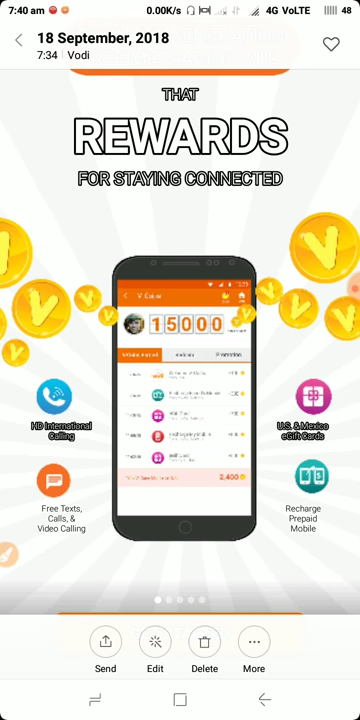 7:40 am
0.00K/s
4G VoLTE
48
18 September, 2018
7:34 Vodi
THAT
REWARDS
FOR STAYING CONNECTED
15000
Promotion
2,400
HD International
Calling
U.S. & Mexico
eGift Cards
Free Texts,
Calls, &
Video Calling
Recharge
Prepaid
Mobile
Send
Edit
Delete
More